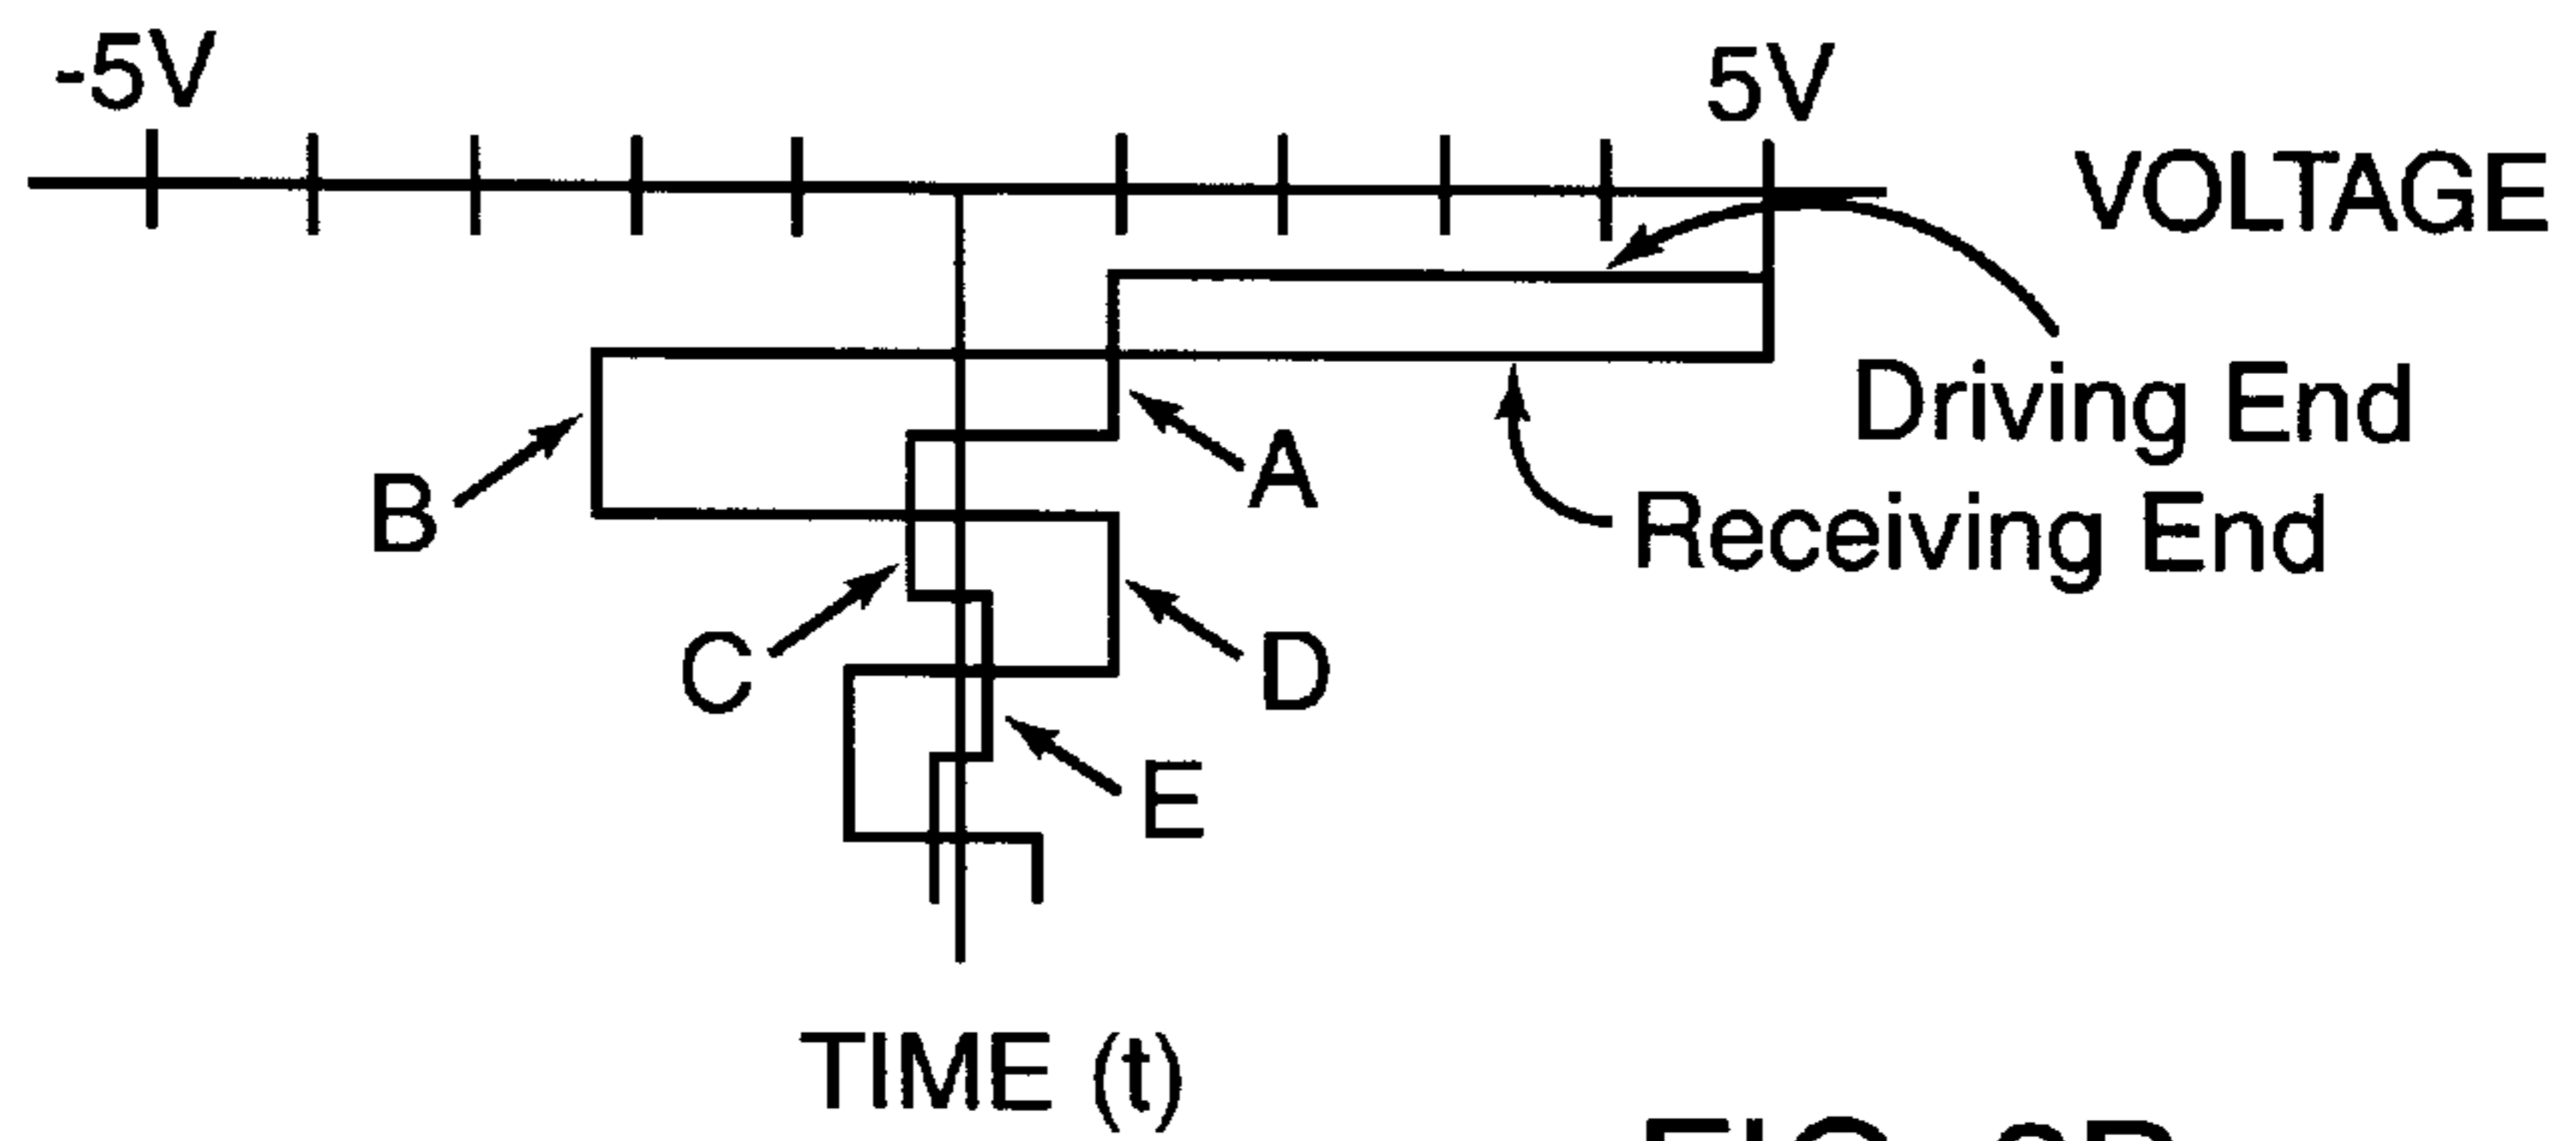 -5V
5V
VOLTAGE
Driving End
A
Receiving End
B
C
D
E
TIME (t)